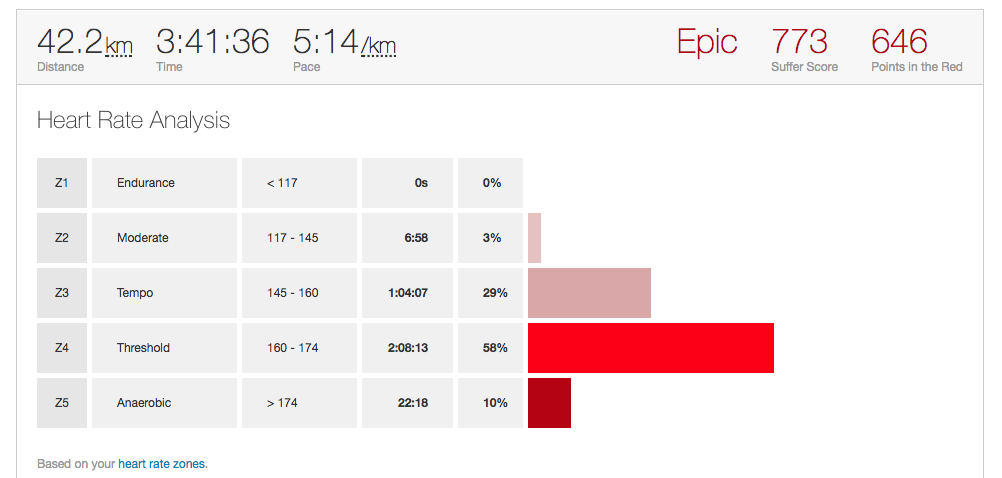 42.2km 3:41:36 5:14/km Epic 773 646
Distance Time Pace Suffer Score Points in the Red
Heart Rate Analysis
Z1 Endurance < 117 0s 0%
Z2 Moderate 117 - 145 6:58 3%
Z3 Tempo 145 - 160 1:04:07 29%
Z4 Threshold 160 - 174 2:08:13 58%
Z5 Anaerobic > 174 22:18 10%
Based on your heart rate zones.